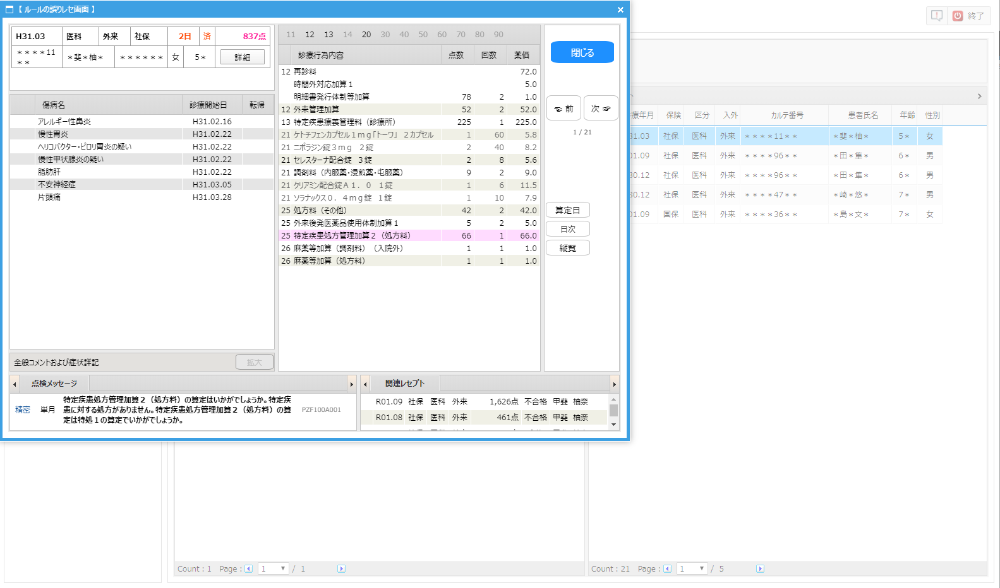 【 ルールの誤りレセ画面 】
H31.03 医科 外来 社保 2日 済 837点
＊＊＊＊11＊＊ ＊斐＊柚＊ ＊＊＊＊＊＊ 女 5＊ 詳細
傷病名 診療開始日 転帰
アレルギー性鼻炎 H31.02.16
慢性胃炎 H31.02.22
ヘリコバクター・ピロリ胃炎の疑い H31.02.22
慢性甲状腺炎の疑い H31.02.22
脂肪肝 H31.02.22
不安神経症 H31.03.05
片頭痛 H31.03.28
全般コメントおよび症状詳記 拡大
11 12 13 14 20 30 40 50 60 70 80 90
診療行為内容 点数 回数 薬価
12 再診料 72.0
時間外対応加算１ 5.0
明細書発行体制等加算 78 2 1.0
12 外来管理加算 52 2 52.0
13 特定疾患療養管理料（診療所） 225 1 225.0
21 ケトチフェンカプセル１ｍｇ「トーワ」 ２カプセル 1 60 5.8
21 ニポラジン錠３ｍｇ ２錠 2 40 8.2
21 セレスターナ配合錠 ３錠 2 8 5.6
21 調剤料（内服薬・浸煎薬・屯服薬） 9 2 9.0
21 クリアミン配合錠Ａ１．０ １錠 1 6 11.5
21 ソラナックス０．４ｍｇ錠 １錠 1 10 7.9
25 処方料（その他） 42 2 42.0
25 外来後発医薬品使用体制加算１ 5 2 5.0
25 特定疾患処方管理加算２（処方料） 66 1 66.0
26 麻薬等加算（調剤料）（入院外） 1 1 1.0
26 麻薬等加算（処方料） 1 1 1.0
閉じる
前 次
1 / 21
算定日
日次
縦覧
点検メッセージ
精密 単月 特定疾患処方管理加算２（処方料）の算定はいかがでしょうか。特定疾
患に対する処方がありません。特定疾患処方管理加算２（処方料）の算
定は特処１の算定でいかがでしょうか。
PZF100A001
関連レセプト
R01.09 社保 医科 外来 1,626点 不合格 甲斐 柚奈
R01.08 社保 医科 外来 461点 不合格 甲斐 柚奈
終了
療年月 保険 区分 入外 カルテ番号 患者氏名 年齢 性別
31.03 社保 医科 外来 ＊＊＊＊11＊＊ ＊斐＊柚＊ 5＊ 女
01.09 社保 医科 外来 ＊＊＊＊96＊＊ ＊田＊隼＊ 6＊ 男
30.12 社保 医科 外来 ＊＊＊＊96＊＊ ＊田＊隼＊ 6＊ 男
30.12 社保 医科 外来 ＊＊＊＊47＊＊ ＊崎＊悠＊ 7＊ 男
01.09 国保 医科 外来 ＊＊＊＊36＊＊ ＊島＊文＊ 7＊ 女
Count : 1 Page : 1 / 1
Count : 21 Page : 1 / 5